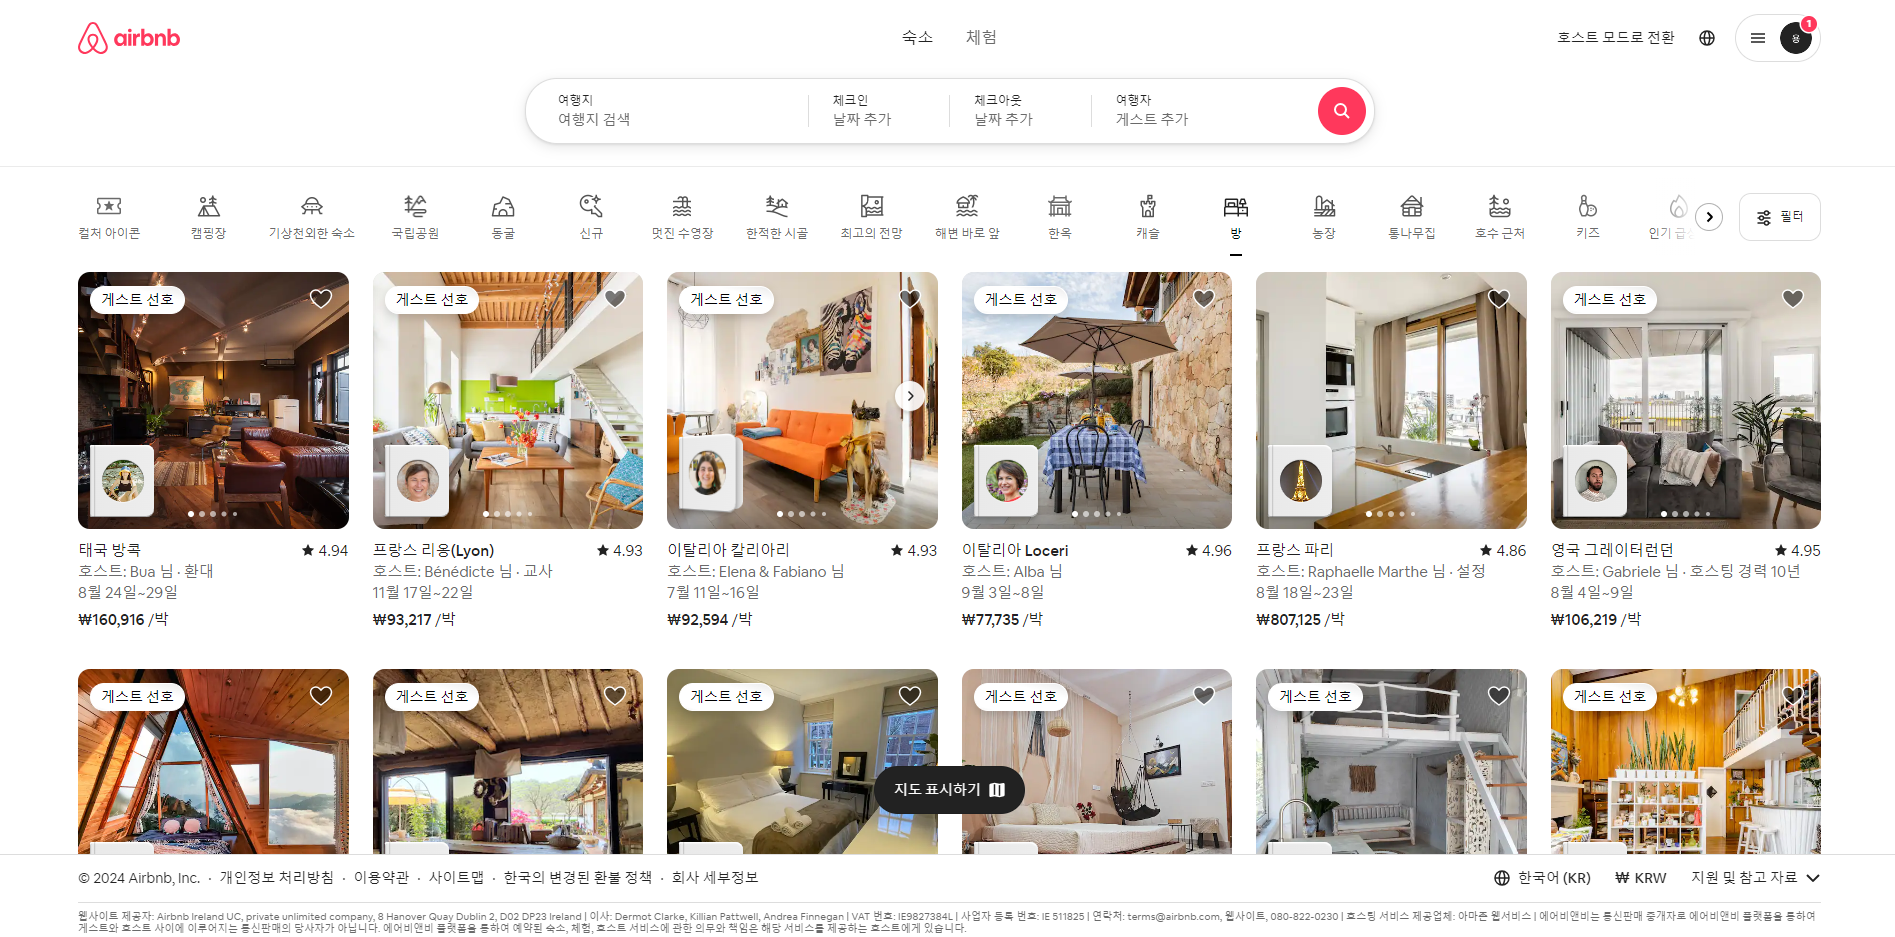 airbnb
숙소
체험
호스트 모드로 전환
1
용
여행지
여행지 검색
체크인
날짜 추가
체크아웃
날짜 추가
여행자
게스트 추가
컬처 아이콘
캠핑장
기상천외한 숙소
국립공원
동굴
신규
멋진 수영장
한적한 시골
최고의 전망
해변 바로 앞
한옥
캐슬
방
농장
통나무집
호수 근처
키즈
인기 급
필터
게스트 선호
게스트 선호
게스트 선호
게스트 선호
게스트 선호
태국 방콕
4.94
호스트: Bua 님 · 환대
8월 24일~29일
₩160,916 /박
프랑스 리옹(Lyon)
4.93
호스트: Bénédicte 님 · 교사
11월 17일~22일
₩93,217 /박
이탈리아 칼리아리
4.93
호스트: Elena & Fabiano 님
7월 11일~16일
₩92,594 /박
이탈리아 Loceri
4.96
호스트: Alba 님
9월 3일~8일
₩77,735 /박
프랑스 파리
4.86
호스트: Raphaelle Marthe 님 · 설정
8월 18일~23일
₩807,125 /박
영국 그레이터런던
4.95
호스트: Gabriele 님 · 호스팅 경력 10년
8월 4일~9일
₩106,219 /박
게스트 선호
게스트 선호
게스트 선호
게스트 선호
게스트 선호
게스트 선호
지도 표시하기
© 2024 Airbnb, Inc. · 개인정보 처리방침 · 이용약관 · 사이트맵 · 한국의 변경된 환불 정책 · 회사 세부정보
한국어 (KR)
₩ KRW
지원 및 참고 자료
웹사이트 제공자: Airbnb Ireland UC, private unlimited company, 8 Hanover Quay Dublin 2, D02 DP23 Ireland | 이사: Dermot Clarke, Killian Pattwell, Andrea Finnegan | VAT 번호: IE9827384L | 사업자 등록 번호: IE 511825 | 연락처: terms@airbnb.com, 웹사이트, 080-822-0230 | 호스팅 서비스 제공업체: 아마존 웹서비스 | 에어비앤비는 통신판매 중개자로 에어비앤비 플랫폼을 통하여
게스트와 호스트 사이에 이루어지는 통신판매의 당사자가 아닙니다. 에어비앤비 플랫폼을 통하여 예약된 숙소, 체험, 호스트 서비스에 관한 의무와 책임은 해당 서비스를 제공하는 호스트에게 있습니다.